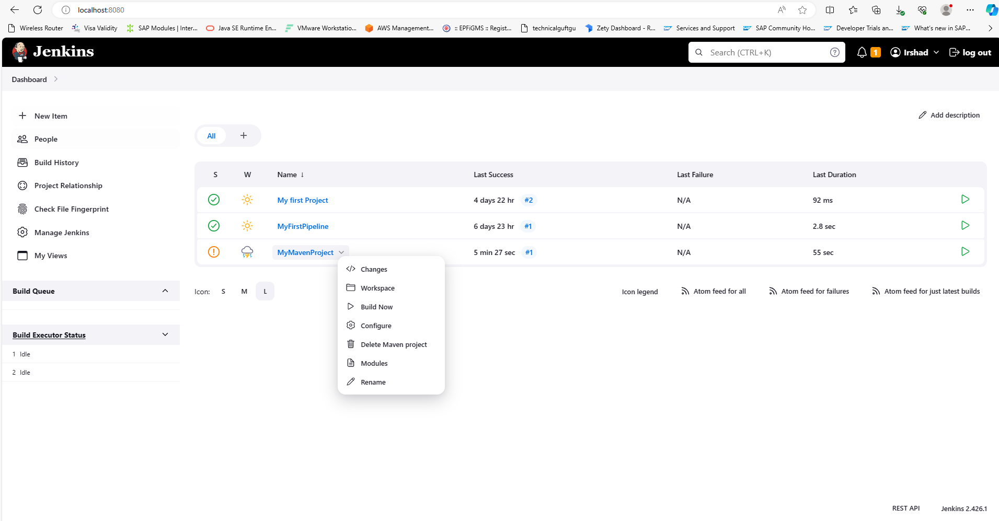 localhost:8080
Wireless Router Visa Validity SAP Modules | Inter... Java SE Runtime En... VMware Workstatio... AWS Management... :: EPFiGMS :: Regist... technicalguftgu Zety Dashboard - R... Services and Support SAP Community Ho... Developer Trials an... What's new in SAP...
Jenkins Search (CTRL+K) 1 Irshad log out
Dashboard
New Item
People
Build History
Project Relationship
Check File Fingerprint
Manage Jenkins
My Views
Build Queue
Build Executor Status
1 Idle
2 Idle
Add description
All +
S W Name ↓ Last Success Last Failure Last Duration
My first Project 4 days 22 hr #2 N/A 92 ms
MyFirstPipeline 6 days 23 hr #1 N/A 2.8 sec
MyMavenProject 5 min 27 sec #1 N/A 55 sec
Changes
Workspace
Build Now
Configure
Delete Maven project
Modules
Rename
Icon: S M L Icon legend Atom feed for all Atom feed for failures Atom feed for just latest builds
REST API Jenkins 2.426.1